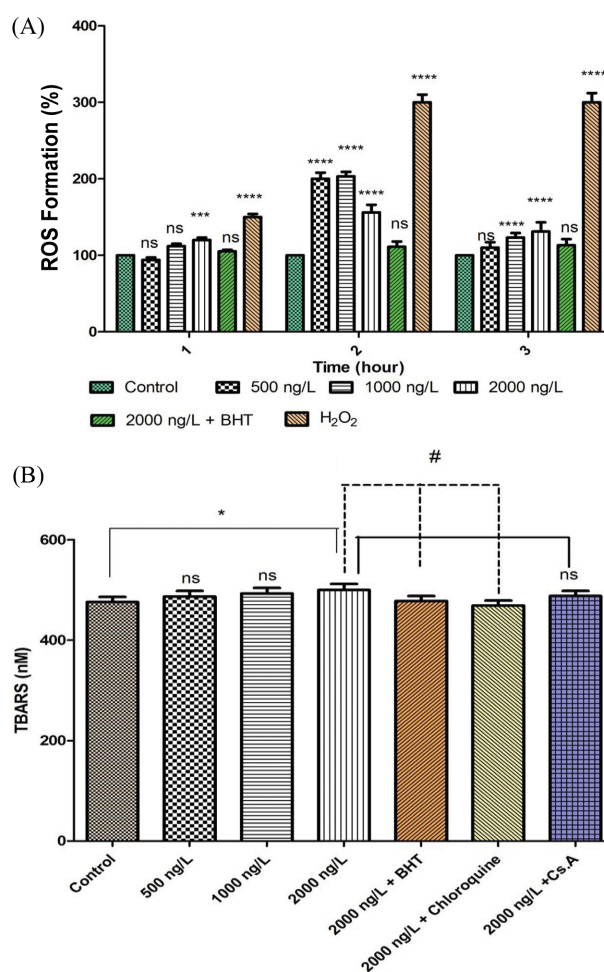 (A)
400
300
200
100
0
ROS Formation (%)
ns
ns
***
ns
****
****
****
****
ns
****
ns
****
****
ns
****
1
2
3
Time (hour)
Control
500 ng/L
1000 ng/L
2000 ng/L
2000 ng/L + BHT
H₂O₂
(B)
#
*
600
400
200
0
TBARS (nM)
ns
ns
ns
Control
500 ng/L
1000 ng/L
2000 ng/L
2000 ng/L + BHT
2000 ng/L + Chloroquine
2000 ng/L +Cs.A